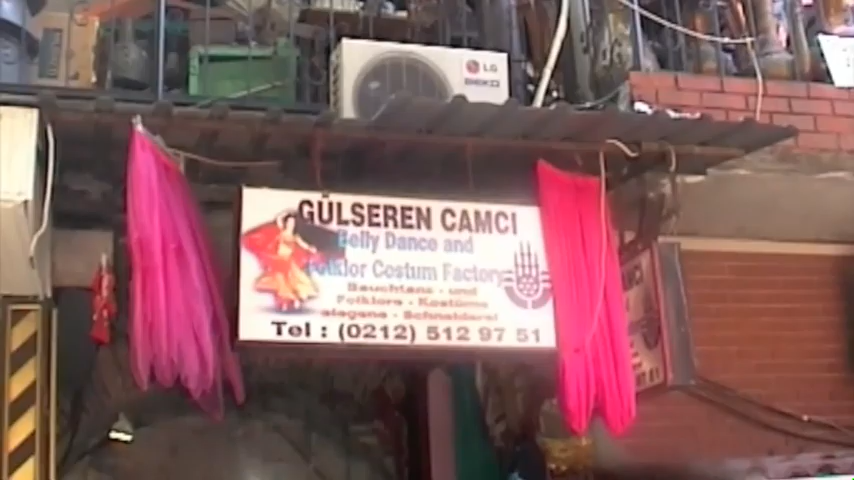 LG
BEKO
GÜLSEREN CAMCI
Belly Dance and
Folklor Costum Factory
Bauchtanz - und
Folklore - Kostüme
elegane - Schneiderei
Tel : (0212) 512 97 51